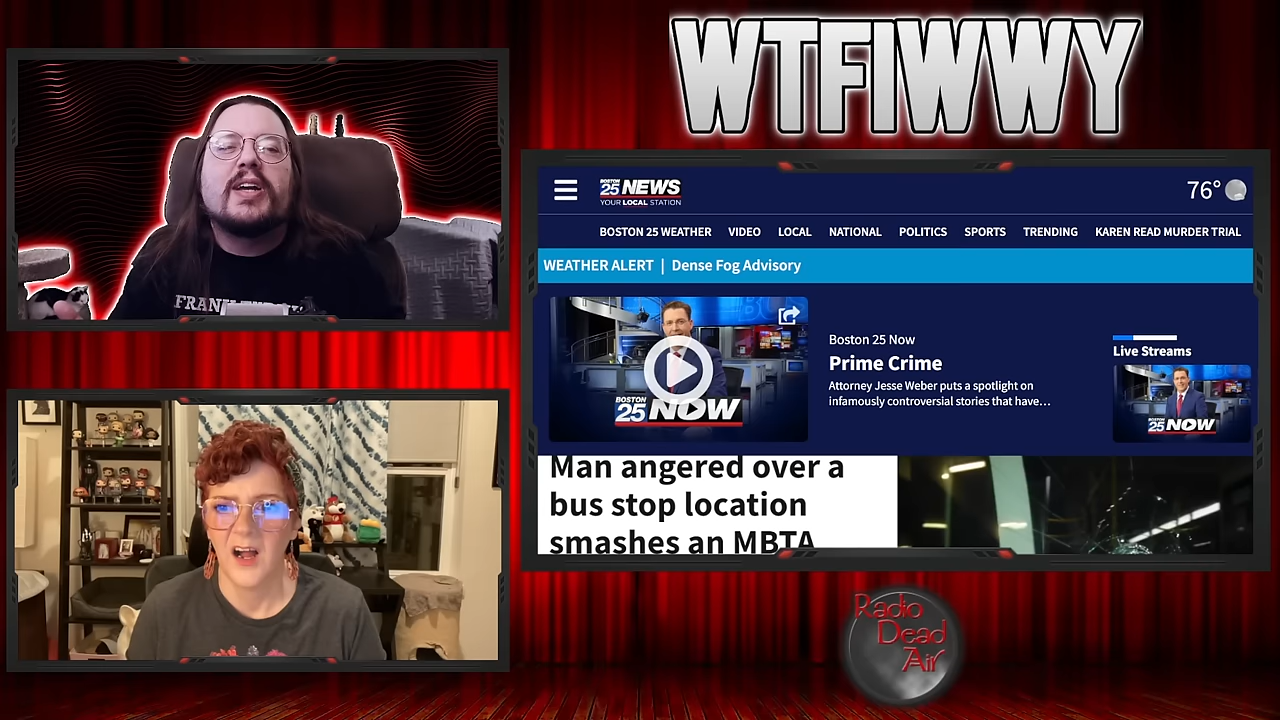 WTFIWWY
BOSTON
25 NEWS
YOUR LOCAL STATION
76°
BOSTON 25 WEATHER VIDEO LOCAL NATIONAL POLITICS SPORTS TRENDING KAREN READ MURDER TRIAL
WEATHER ALERT | Dense Fog Advisory
BOSTON
25 NOW
Boston 25 Now
Prime Crime
Attorney Jesse Weber puts a spotlight on
infamously controversial stories that have…
Live Streams
BOSTON
25 NOW
Man angered over a
bus stop location
smashes an MBTA
Radio
Dead
Air